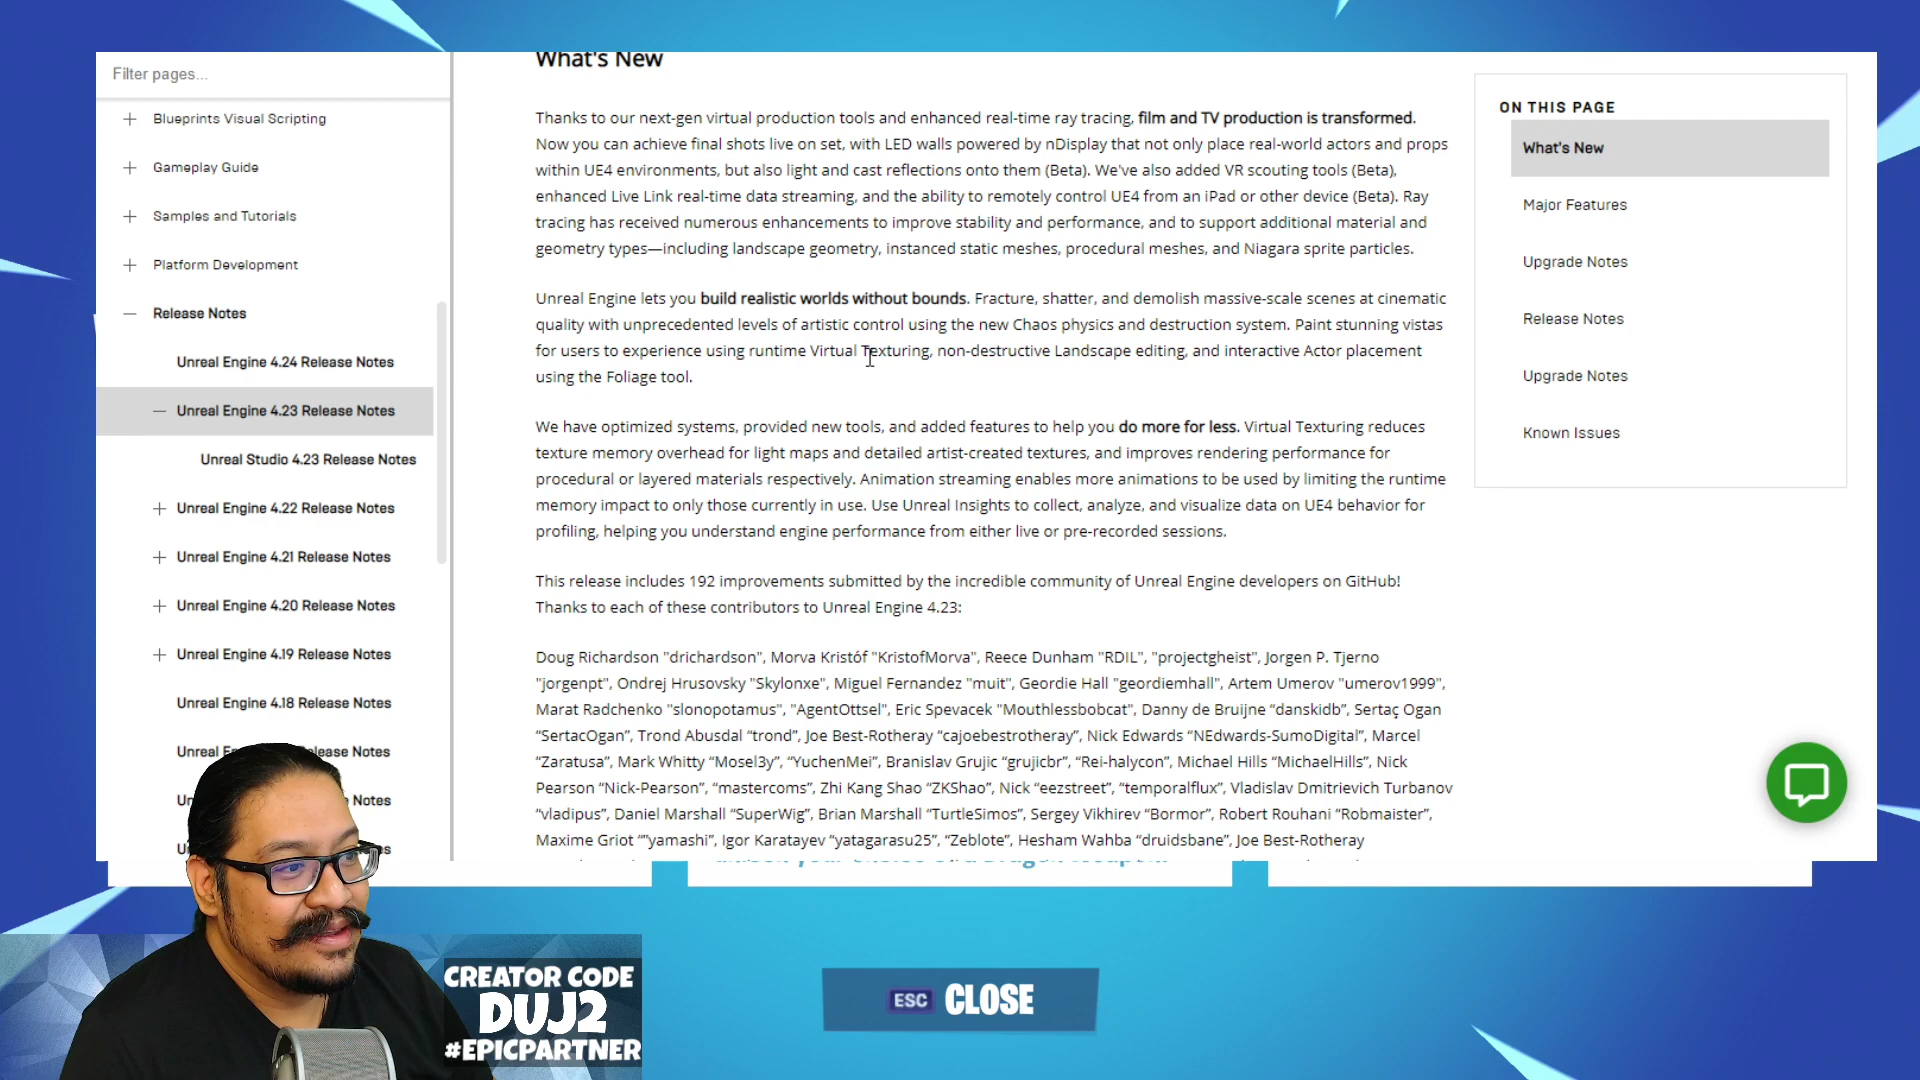 Filter pages...
Blueprints Visual Scripting
Gameplay Guide
Samples and Tutorials
Platform Development
Release Notes
Unreal Engine 4.24 Release Notes
Unreal Engine 4.23 Release Notes
Unreal Studio 4.23 Release Notes
Unreal Engine 4.22 Release Notes
Unreal Engine 4.21 Release Notes
Unreal Engine 4.20 Release Notes
Unreal Engine 4.19 Release Notes
Unreal Engine 4.18 Release Notes
Unreal
Notes
Notes
What's New
Thanks to our next-gen virtual production tools and enhanced real-time ray tracing, film and TV production is transformed.
Now you can achieve final shots live on set, with LED walls powered by nDisplay that not only place real-world actors and props
within UE4 environments, but also light and cast reflections onto them (Beta). We've also added VR scouting tools (Beta),
enhanced Live Link real-time data streaming, and the ability to remotely control UE4 from an iPad or other device (Beta). Ray
tracing has received numerous enhancements to improve stability and performance, and to support additional material and
geometry types—including landscape geometry, instanced static meshes, procedural meshes, and Niagara sprite particles.
Unreal Engine lets you build realistic worlds without bounds. Fracture, shatter, and demolish massive-scale scenes at cinematic
quality with unprecedented levels of artistic control using the new Chaos physics and destruction system. Paint stunning vistas
for users to experience using runtime Virtual Texturing, non-destructive Landscape editing, and interactive Actor placement
using the Foliage tool.
We have optimized systems, provided new tools, and added features to help you do more for less. Virtual Texturing reduces
texture memory overhead for light maps and detailed artist-created textures, and improves rendering performance for
procedural or layered materials respectively. Animation streaming enables more animations to be used by limiting the runtime
memory impact to only those currently in use. Use Unreal Insights to collect, analyze, and visualize data on UE4 behavior for
profiling, helping you understand engine performance from either live or pre-recorded sessions.
This release includes 192 improvements submitted by the incredible community of Unreal Engine developers on GitHub!
Thanks to each of these contributors to Unreal Engine 4.23:
Doug Richardson "drichardson", Morva Kristóf "KristofMorva", Reece Dunham "RDIL", "projectgheist", Jorgen P. Tjerno
"jorgenpt", Ondrej Hrusovsky "Skylonxe", Miguel Fernandez "muit", Geordie Hall "geordiemhall", Artem Umerov "umerov1999",
Marat Radchenko "slonopotamus", "AgentOttsel", Eric Spevacek "Mouthlessbobcat", Danny de Bruijne “danskidb”, Sertaç Ogan
“SertacOgan”, Trond Abusdal “trond”, Joe Best-Rotheray “cajoebestrotheray”, Nick Edwards “NEdwards-SumoDigital”, Marcel
“Zaratusa”, Mark Whitty “Mosel3y”, “YuchenMei”, Branislav Grujic “grujicbr”, “Rei-halycon”, Michael Hills “MichaelHills”, Nick
Pearson “Nick-Pearson”, “mastercoms”, Zhi Kang Shao “ZKShao”, Nick “eezstreet”, “temporalflux”, Vladislav Dmitrievich Turbanov
“vladipus”, Daniel Marshall “SuperWig”, Brian Marshall “TurtleSimos”, Sergey Vikhirev “Bormor”, Robert Rouhani “Robmaister”,
Maxime Griot “”yamashi”, Igor Karatayev “yatagarasu25”, “Zeblote”, Hesham Wahba “druidsbane”, Joe Best-Rotheray
ON THIS PAGE
What's New
Major Features
Upgrade Notes
Release Notes
Upgrade Notes
Known Issues
CREATOR CODE
DUJ2
#EPICPARTNER
ESC CLOSE